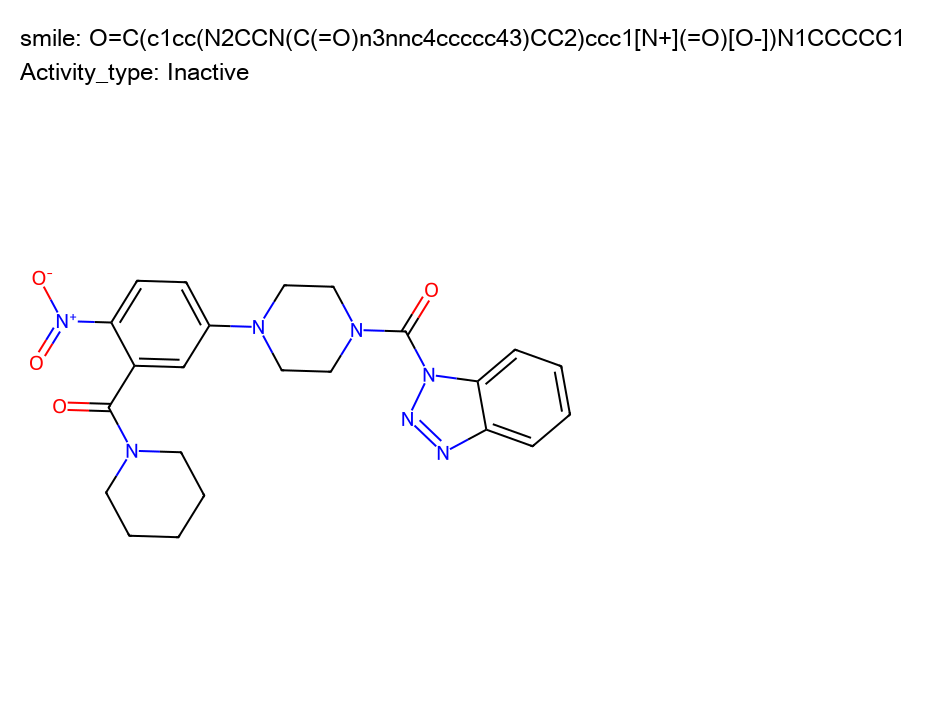 smile: O=C(c1cc(N2CCN(C(=O)n3nnc4ccccc43)CC2)ccc1[N+](=O)[O-])N1CCCCC1
Activity_type: Inactive
O-
N+
O
N
N
O
N
O
N
N
N